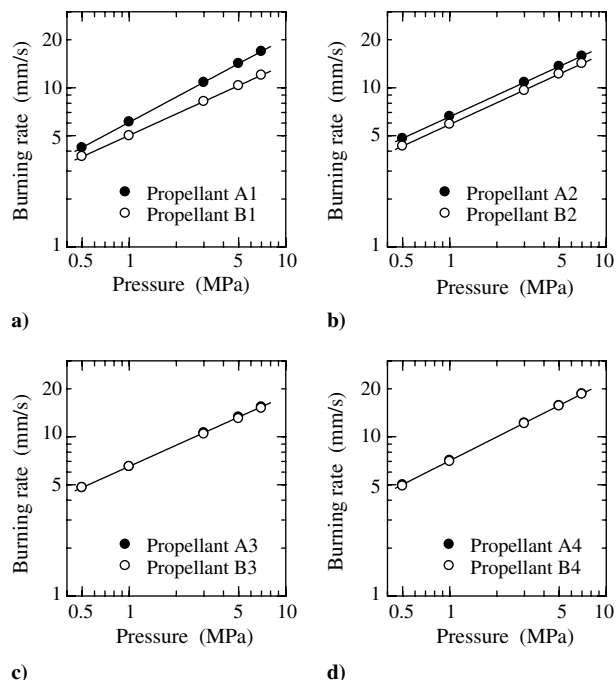 Burning rate (mm/s)
20
10
5
1
Propellant A1
Propellant B1
0.5 1 5 10
Pressure (MPa)
a)
Burning rate (mm/s)
20
10
5
1
Propellant A2
Propellant B2
0.5 1 5 10
Pressure (MPa)
b)
Burning rate (mm/s)
20
10
5
1
Propellant A3
Propellant B3
0.5 1 5 10
Pressure (MPa)
c)
Burning rate (mm/s)
20
10
5
1
Propellant A4
Propellant B4
0.5 1 5 10
Pressure (MPa)
d)